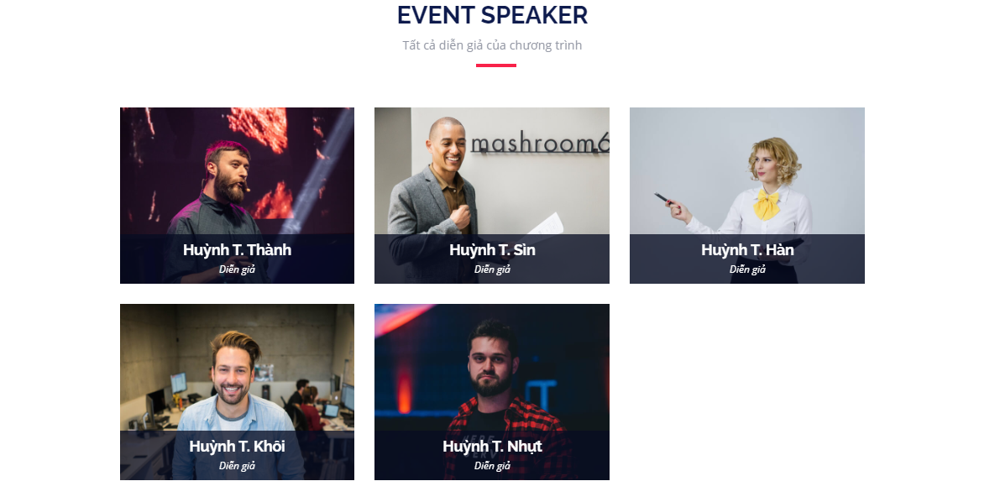 EVENT SPEAKER
Tất cả diễn giả của chương trình
mashroom6
Huỳnh T. Thành
Diễn giả
Huỳnh T. Sìn
Diễn giả
Huỳnh T. Hàn
Diễn giả
Huỳnh T. Khôi
Diễn giả
Huỳnh T. Nhựt
Diễn giả